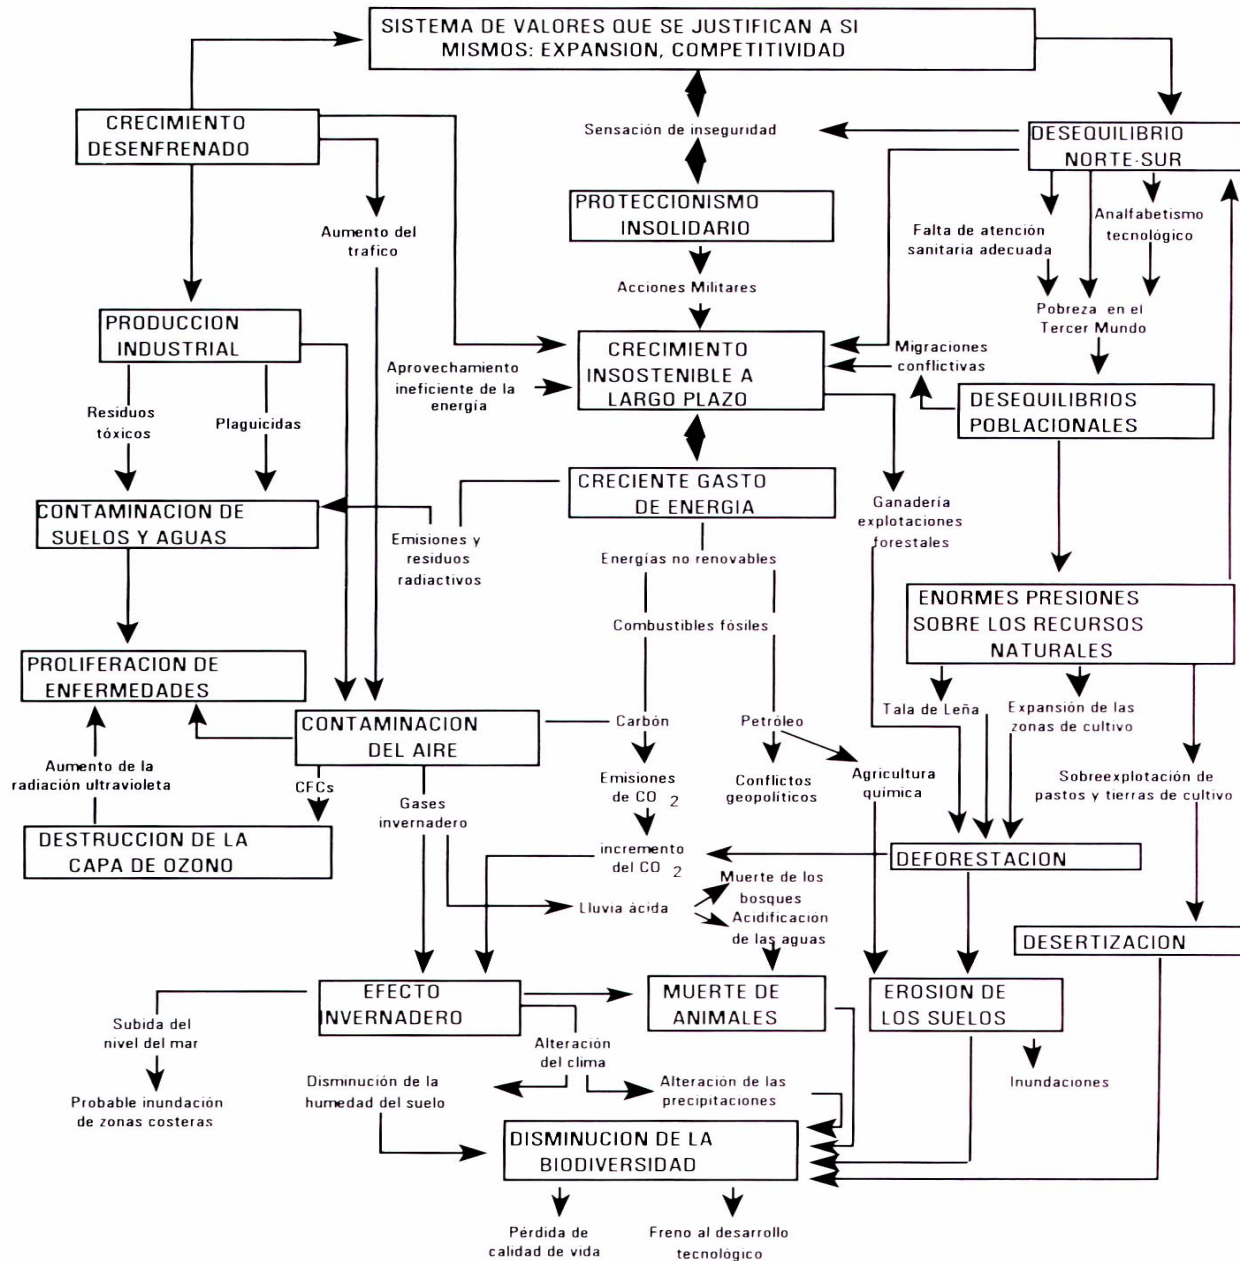 SISTEMA DE VALORES QUE SE JUSTIFICAN A SI
MISMOS: EXPANSION, COMPETITIVIDAD
CRECIMIENTO
DESENFRENADO
Sensación de inseguridad
DESEQUILIBRIO
NORTE-SUR
PROTECCIONISMO
INSOLIDARIO
Aumento del
trafico
Falta de atención
sanitaria adecuada
Analfabetismo
tecnológico
Acciones Militares
PRODUCCION
INDUSTRIAL
Pobreza en el
Tercer Mundo
CRECIMIENTO
INSOSTENIBLE A
LARGO PLAZO
Aprovechamiento
ineficiente de la
energía
Migraciones
conflictivas
DESEQUILIBRIOS
POBLACIONALES
Residuos
tóxicos
Plaguicidas
CRECIENTE GASTO
DE ENERGIA
CONTAMINACION DE
SUELOS Y AGUAS
Emisiones y
residuos
radiactivos
Ganadería
explotaciones
forestales
Energías no renovables
ENORMES PRESIONES
SOBRE LOS RECURSOS
NATURALES
Combustibles fósiles
PROLIFERACION DE
ENFERMEDADES
CONTAMINACION
DEL AIRE
Carbón
Petróleo
Tala de Leña
Expansión de las
zonas de cultivo
Aumento de la
radiación ultravioleta
CFCs
Gases
invernadero
Emisiones
de CO 2
Conflictos
geopolíticos
Agricultura
química
Sobreexplotación de
pastos y tierras de cultivo
DESTRUCCION DE LA
CAPA DE OZONO
incremento
del CO 2
DEFORESTACION
Lluvia ácida
Muerte de los
bosques
Acidificación
de las aguas
DESERTIZACION
EFECTO
INVERNADERO
MUERTE DE
ANIMALES
EROSION DE
LOS SUELOS
Subida del
nivel del mar
Alteración
del clima
Inundaciones
Probable inundación
de zonas costeras
Disminución de la
humedad del suelo
Alteración de las
precipitaciones
DISMINUCION DE LA
BIODIVERSIDAD
Pérdida de
calidad de vida
Freno al desarrollo
tecnológico